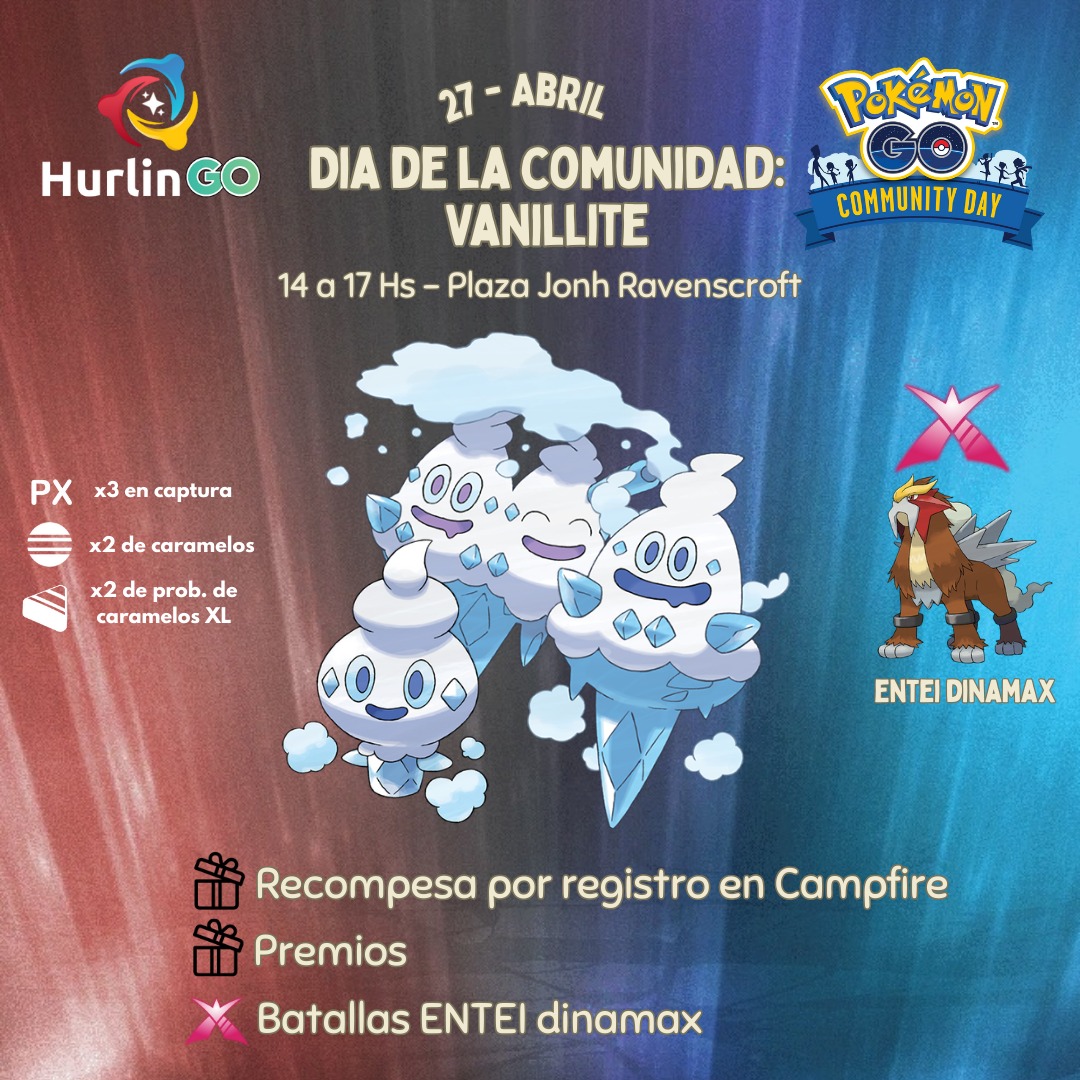 HurlinGO
27 - ABRIL
DIA DE LA COMUNIDAD:
VANILLITE
14 a 17 Hs – Plaza Jonh Ravenscroft
POKÉMON
GO
COMMUNITY DAY
PX x3 en captura
x2 de caramelos
x2 de prob. de
caramelos XL
ENTEI DINAMAX
Recompesa por registro en Campfire
Premios
Batallas ENTEI dinamax